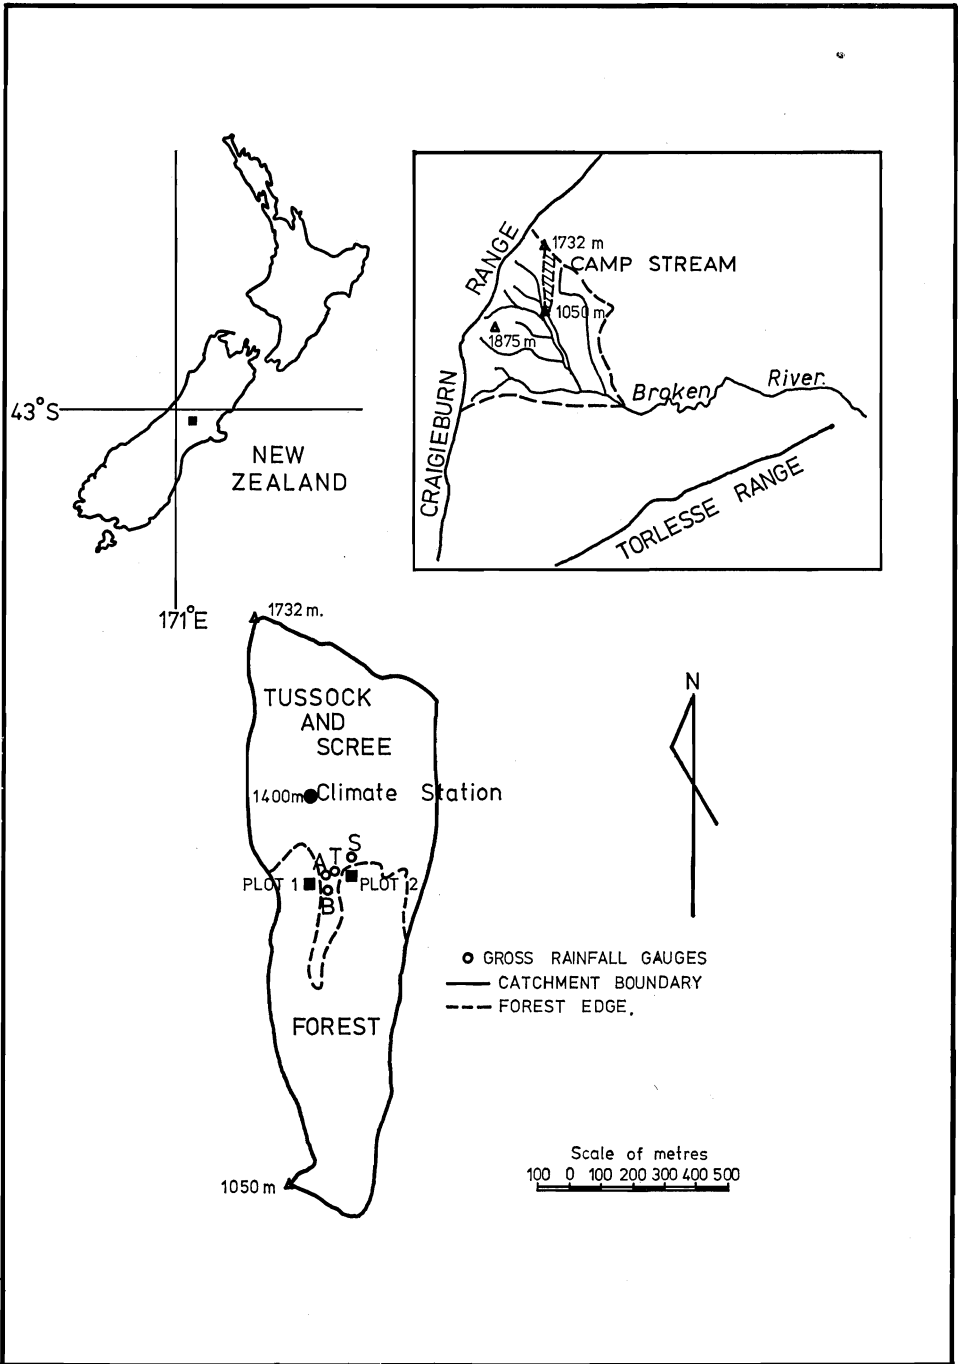 43°S
NEW
ZEALAND
171°E
RANGE
1732 m
CAMP STREAM
1050 m
1875 m
CRAIGIEBURN
Broken River.
TORLESSE RANGE
1732 m.
TUSSOCK
AND
SCREE
1400m Climate Station
S
T
A
PLOT 1
PLOT 2
B
FOREST
1050 m
N
GROSS RAINFALL GAUGES
CATCHMENT BOUNDARY
FOREST EDGE.
Scale of metres
100 0 100 200 300 400 500